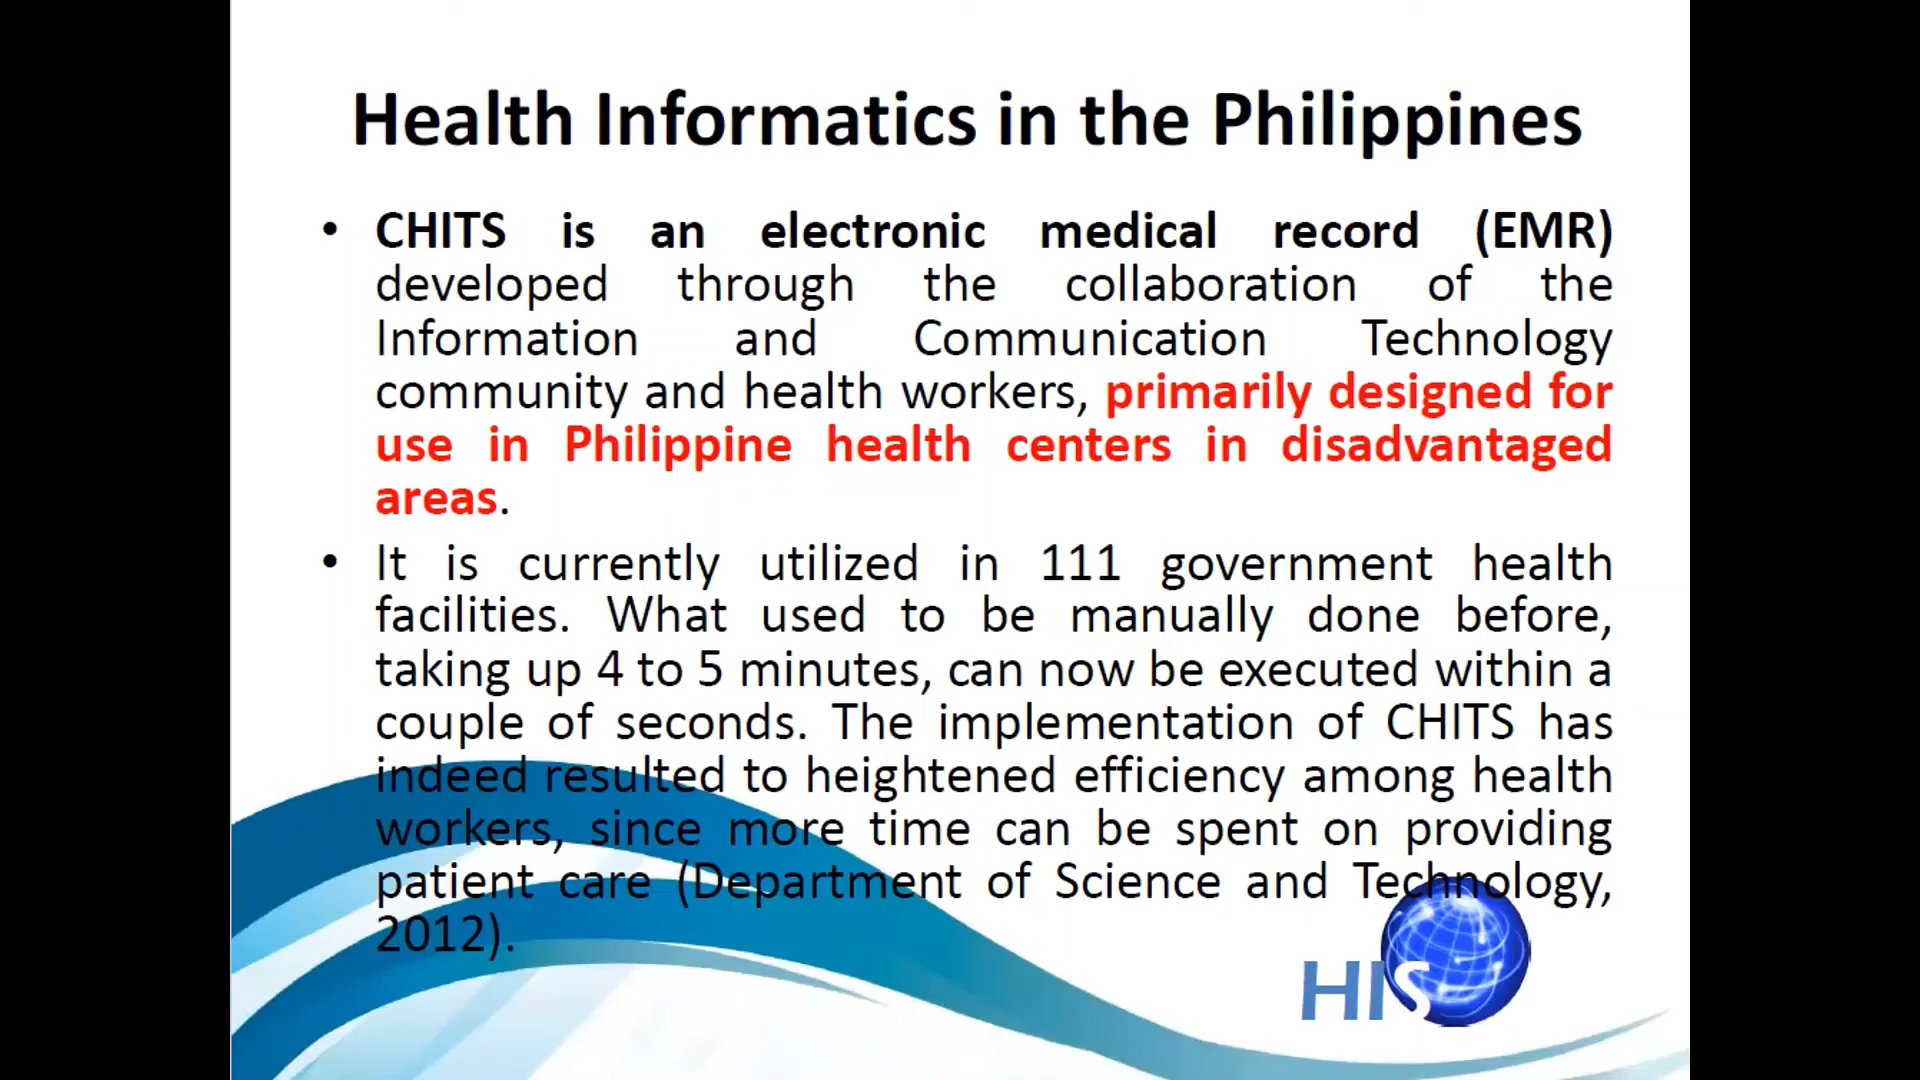 Health Informatics in the Philippines
• CHITS is an electronic medical record (EMR)
developed through the collaboration of the
Information and Communication Technology
community and health workers, primarily designed for
use in Philippine health centers in disadvantaged
areas.
• It is currently utilized in 111 government health
facilities. What used to be manually done before,
taking up 4 to 5 minutes, can now be executed within a
couple of seconds. The implementation of CHITS has
indeed resulted to heightened efficiency among health
workers, since more time can be spent on providing
patient care (Department of Science and Technology,
2012).
HIS